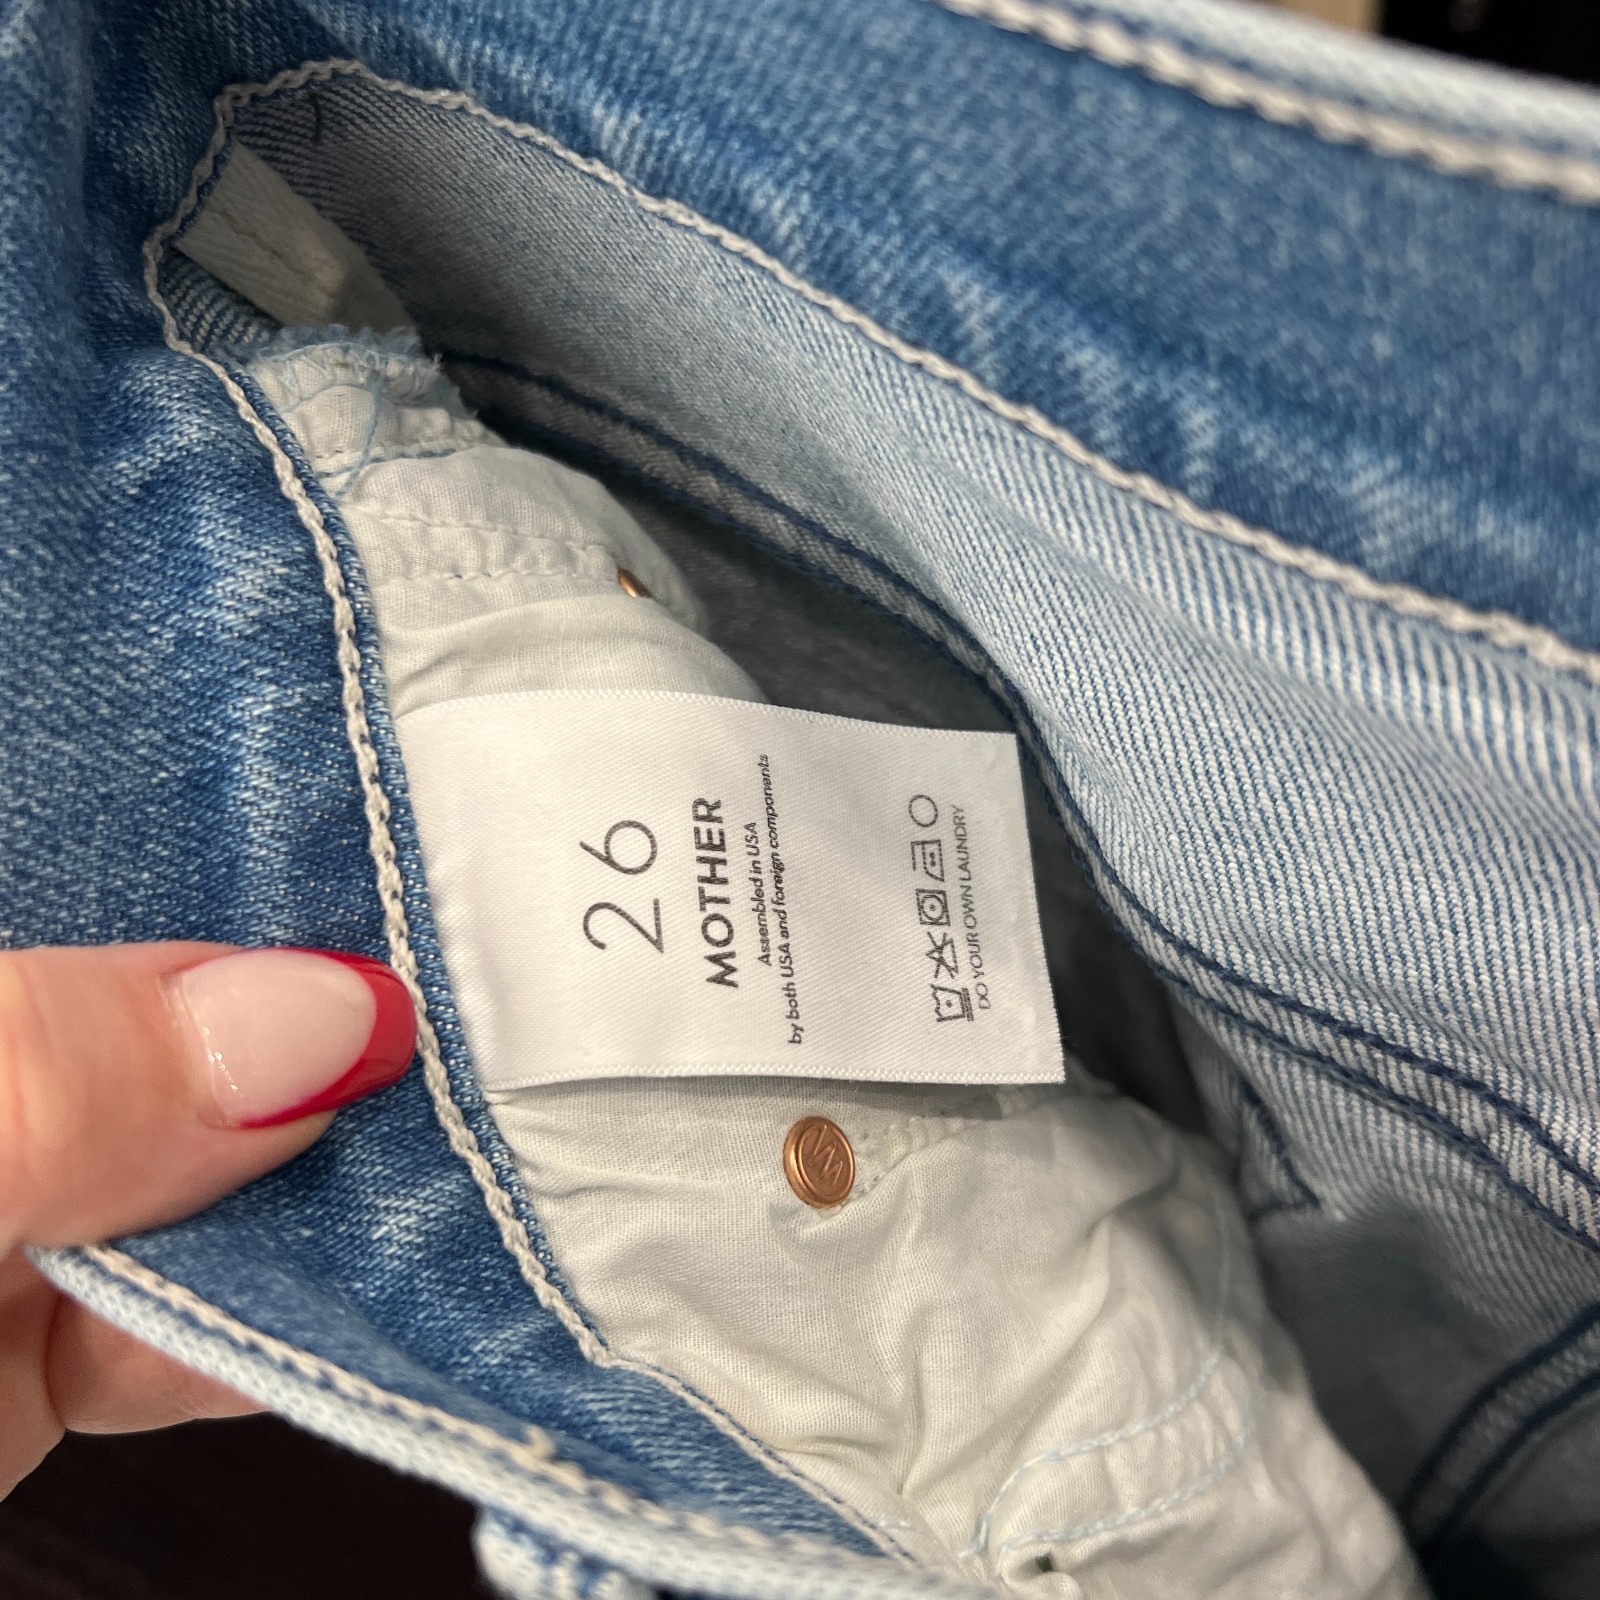 26
MOTHER
Assembled in USA
by both USA and foreign components
DO YOUR OWN LAUNDRY